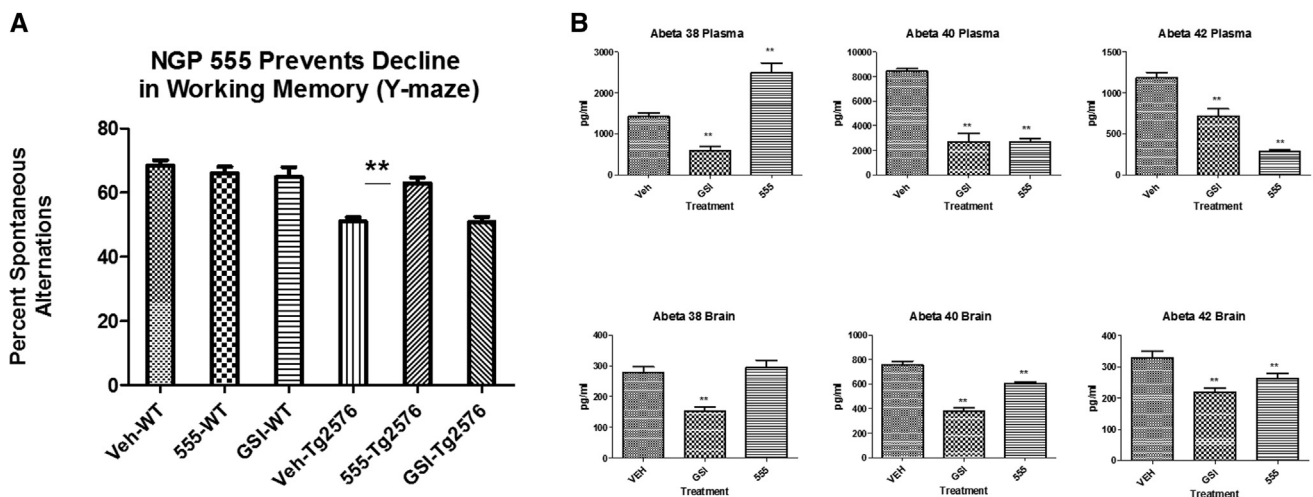 A
NGP 555 Prevents Decline
in Working Memory (Y-maze)
Percent Spontaneous
Alternations
80
60
40
20
0
**
Veh-WT
555-WT
GSI-WT
Veh-Tg2576
555-Tg2576
GSI-Tg2576
B
Abeta 38 Plasma
pg/ml
3000
2000
1000
0
**
**
Veh
GSI
555
Treatment
Abeta 40 Plasma
pg/ml
10000
8000
6000
4000
2000
0
**
**
Veh
GSI
555
Treatment
Abeta 42 Plasma
pg/ml
1500
1000
500
0
**
**
Veh
GSI
555
Treatment
Abeta 38 Brain
pg/ml
400
300
200
100
0
**
VEH
GSI
555
Treatment
Abeta 40 Brain
pg/ml
1000
800
600
400
200
0
**
**
VEH
GSI
555
Treatment
Abeta 42 Brain
pg/ml
400
300
200
100
0
**
**
VEH
GSI
555
Treatment